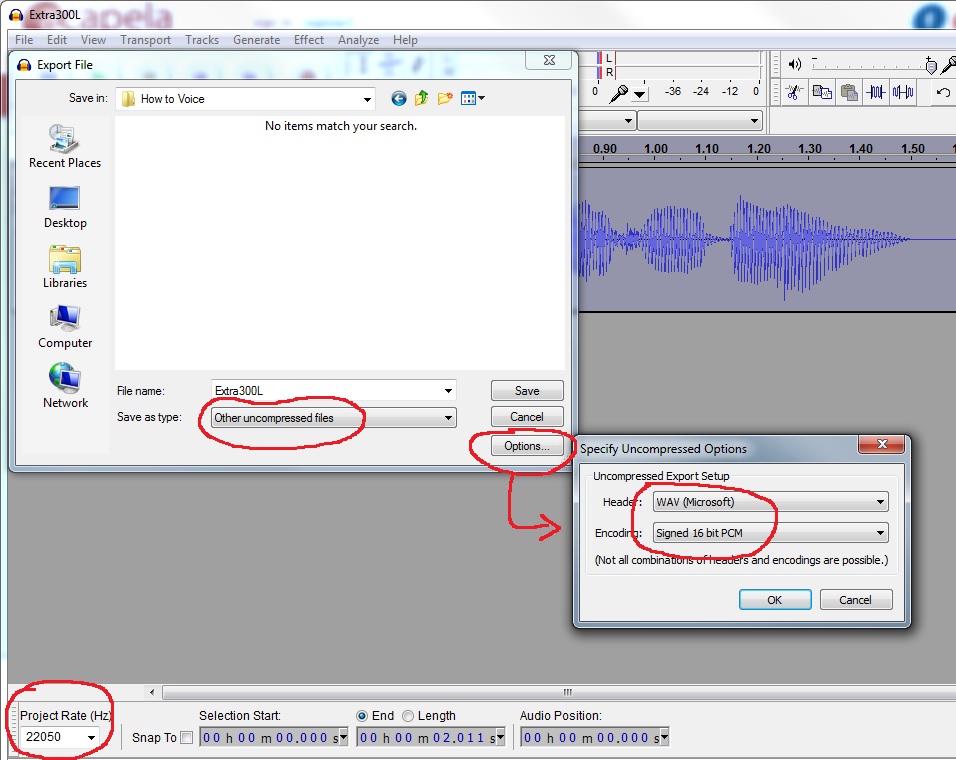 Extra300L
File Edit View Transport Tracks Generate Effect Analyze Help
Export File
L
R
0 -36 -24 -12 0
Save in: How to Voice
No items match your search.
Recent Places
Desktop
Libraries
Computer
Network
0.90 1.00 1.10 1.20 1.30 1.40 1.50
File name: Extra300L Save
Save as type: Other uncompressed files Cancel
Options...
Specify Uncompressed Options
Uncompressed Export Setup
Header: WAV (Microsoft)
Encoding: Signed 16 bit PCM
(Not all combinations of headers and encodings are possible.)
OK Cancel
Project Rate (Hz) Selection Start: End Length Audio Position:
22050 Snap To 00 h 00 m 00.000 s 00 h 00 m 02.011 s 00 h 00 m 00.000 s